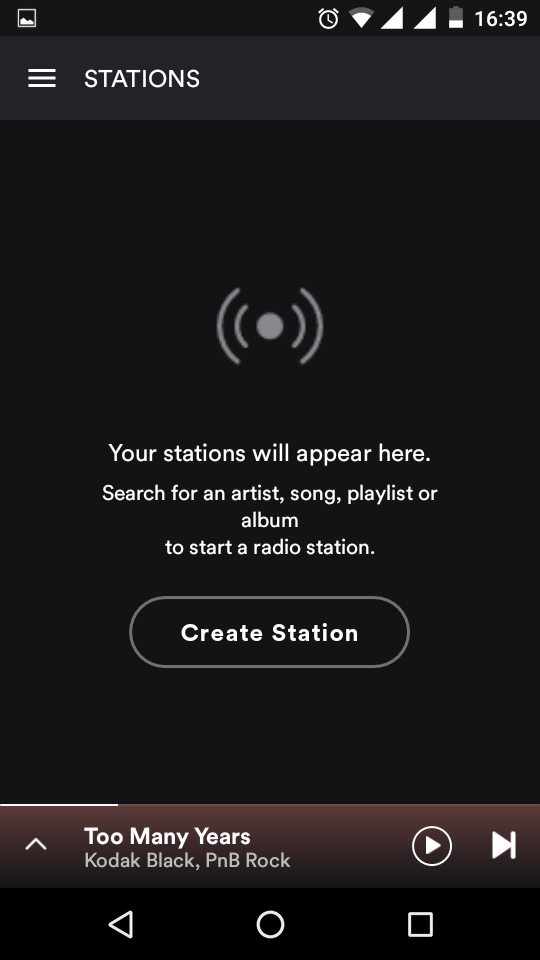 16:39
STATIONS
Your stations will appear here.
Search for an artist, song, playlist or
album
to start a radio station.
Create Station
Too Many Years
Kodak Black, PnB Rock